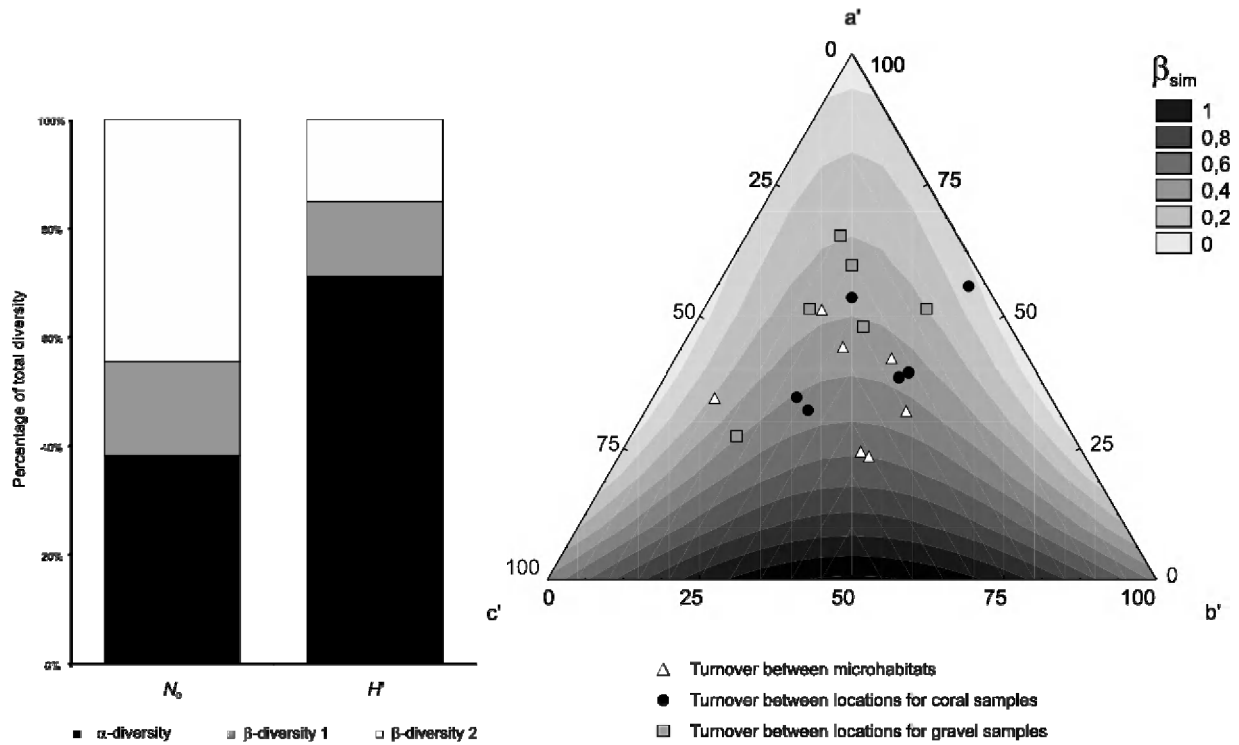 100%
80%
60%
40%
20%
0%
Percentage of total diversity
N₀
H'
α-diversity
β-diversity 1
β-diversity 2
a'
0
100
25
75
50
50
75
25
100
0
c'
0
25
50
75
100
b'
βsim
1
0,8
0,6
0,4
0,2
0
Turnover between microhabitats
Turnover between locations for coral samples
Turnover between locations for gravel samples